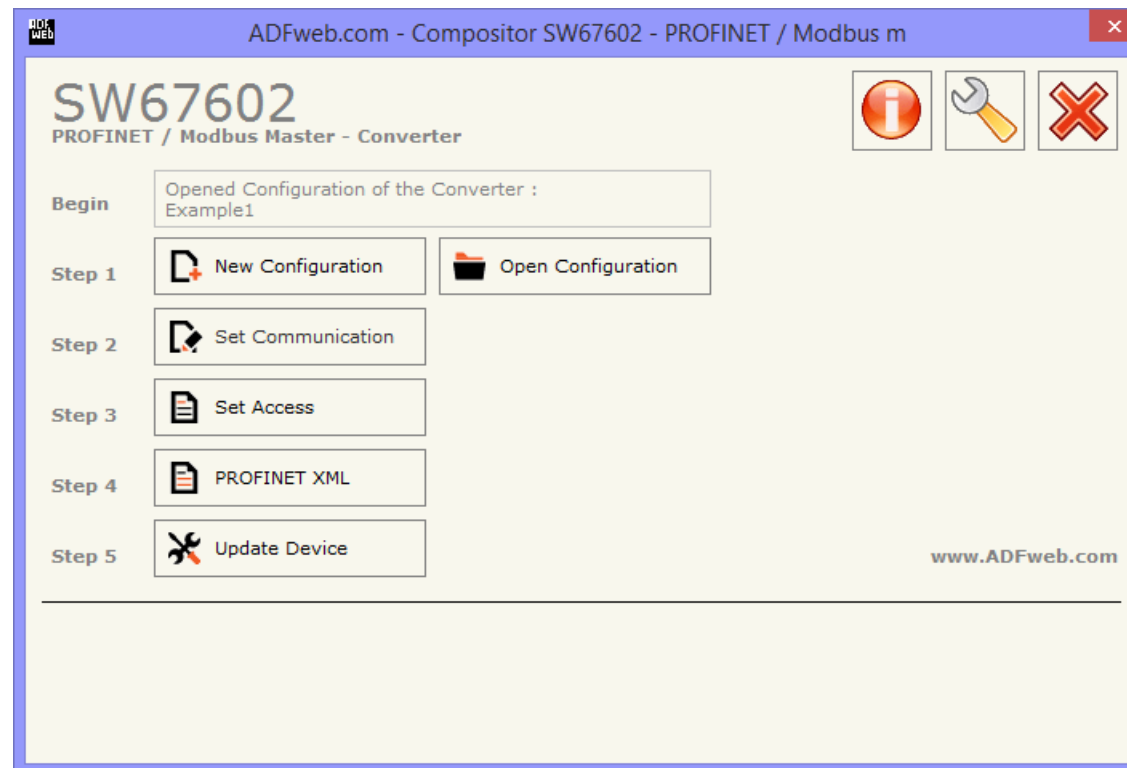 ADF
WEB
ADFweb.com - Compositor SW67602 - PROFINET / Modbus m
SW67602
PROFINET / Modbus Master - Converter
Begin
Opened Configuration of the Converter :
Example1
Step 1
New Configuration
Open Configuration
Step 2
Set Communication
Step 3
Set Access
Step 4
PROFINET XML
Step 5
Update Device
www.ADFweb.com